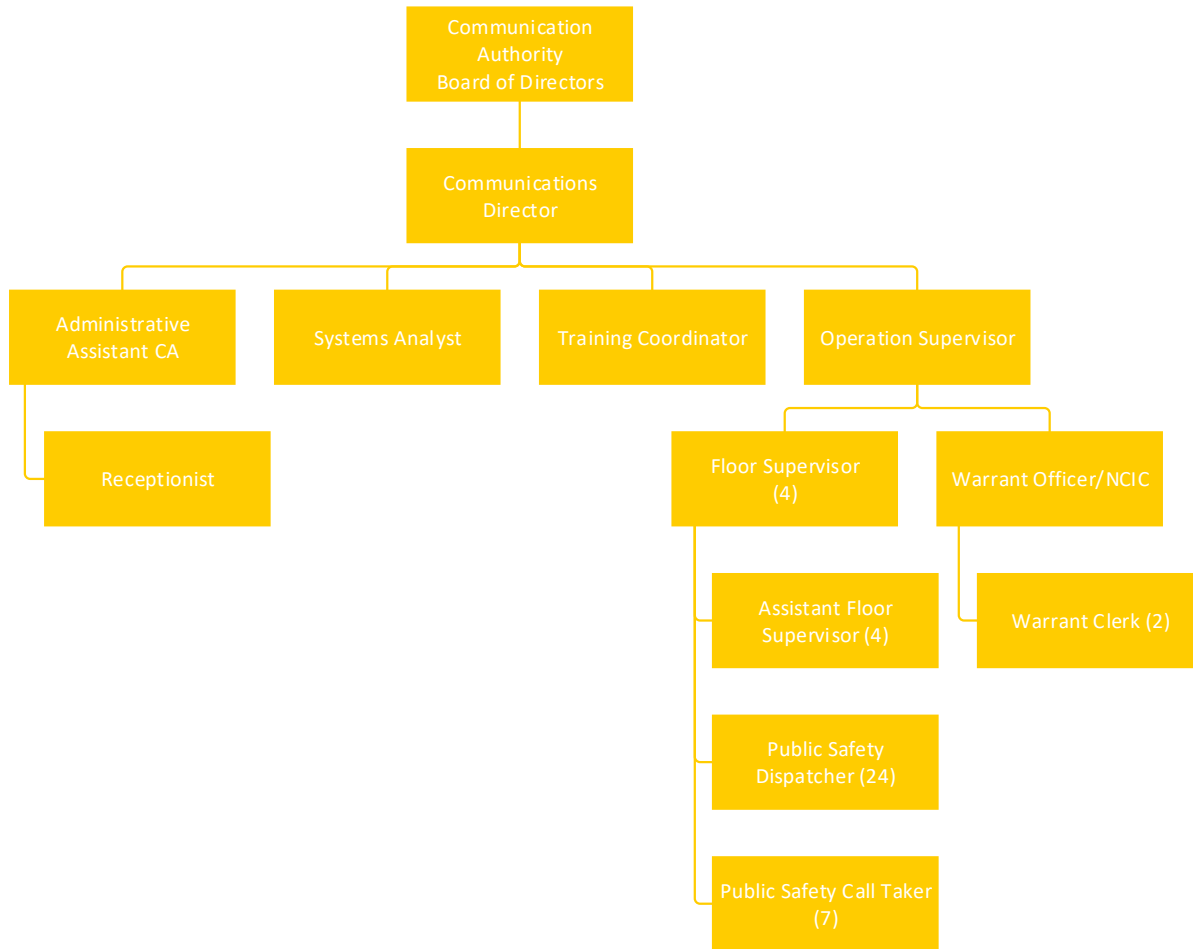 Communication
Authority
Board of Directors
Communications
Director
Administrative
Assistant CA
Systems Analyst
Training Coordinator
Operation Supervisor
Receptionist
Floor Supervisor
(4)
Warrant Officer/NCIC
Assistant Floor
Supervisor (4)
Warrant Clerk (2)
Public Safety
Dispatcher (24)
Public Safety Call Taker
(7)